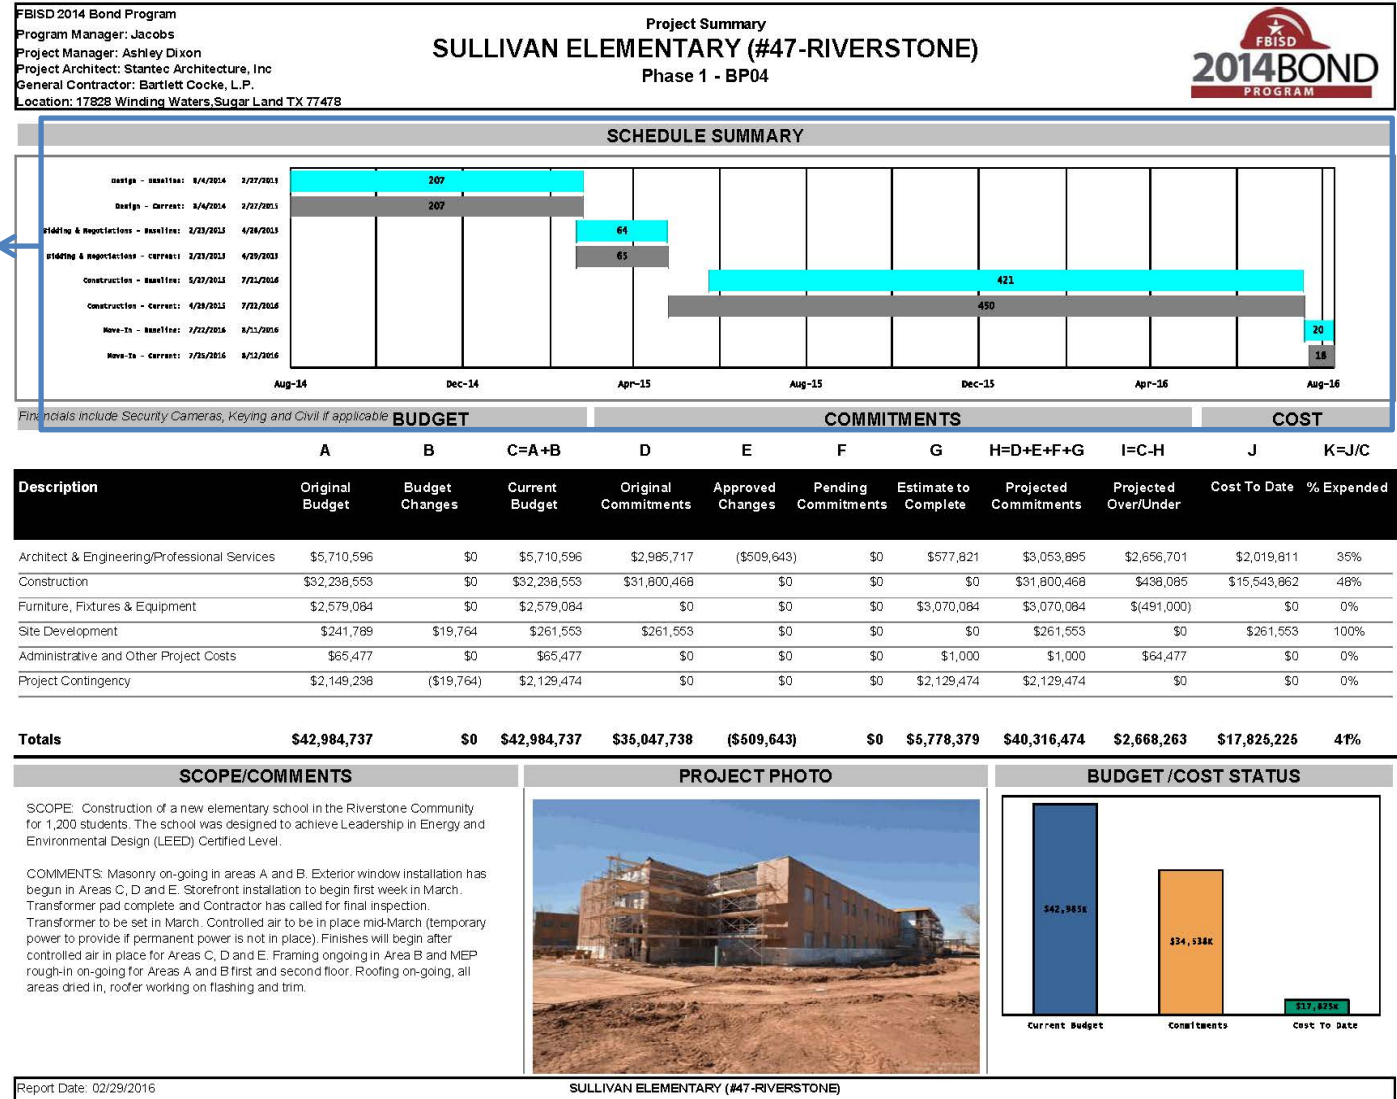 FBISD 2014 Bond Program
Program Manager: Jacobs
Project Manager: Ashley Dixon
Project Architect: Stantec Architecture, Inc
General Contractor: Bartlett Cocke, L.P.
Location: 17828 Winding Waters,Sugar Land TX 77478
Project Summary
SULLIVAN ELEMENTARY (#47-RIVERSTONE)
Phase 1 - BP04
FBISD
2014BOND
PROGRAM
SCHEDULE SUMMARY
Design - Baseline: 8/4/2014 2/27/2015 207
Design - Current: 8/4/2014 2/27/2015 207
Bidding & Negotiations - Baseline: 2/23/2015 4/28/2015 64
Bidding & Negotiations - Current: 2/23/2015 4/29/2015 65
Construction - Baseline: 5/27/2015 7/21/2016 421
Construction - Current: 4/29/2015 7/22/2016 450
Move-In - Baseline: 7/22/2016 8/11/2016 20
Move-In - Current: 7/25/2016 8/12/2016 18
Aug-14 Dec-14 Apr-15 Aug-15 Dec-15 Apr-16 Aug-16
Financials include Security Cameras, Keying and Civil if applicable BUDGET COMMITMENTS COST
A B C=A+B D E F G H=D+E+F+G I=C-H J K=J/C
Description Original Budget Budget Changes Current Budget Original Commitments Approved Changes Pending Commitments Estimate to Complete Projected Commitments Projected Over/Under Cost To Date % Expended
Architect & Engineering/Professional Services $5,710,596 $0 $5,710,596 $2,985,717 ($509,643) $0 $577,821 $3,053,895 $2,656,701 $2,019,811 35%
Construction $32,238,553 $0 $32,238,553 $31,800,468 $0 $0 $0 $31,800,468 $438,085 $15,543,862 48%
Furniture, Fixtures & Equipment $2,579,084 $0 $2,579,084 $0 $0 $0 $3,070,084 $3,070,084 $(491,000) $0 0%
Site Development $241,789 $19,764 $261,553 $261,553 $0 $0 $0 $261,553 $0 $261,553 100%
Administrative and Other Project Costs $65,477 $0 $65,477 $0 $0 $0 $1,000 $1,000 $64,477 $0 0%
Project Contingency $2,149,238 ($19,764) $2,129,474 $0 $0 $0 $2,129,474 $2,129,474 $0 $0 0%
Totals $42,984,737 $0 $42,984,737 $35,047,738 ($509,643) $0 $5,778,379 $40,316,474 $2,668,263 $17,825,225 41%
SCOPE/COMMENTS
SCOPE: Construction of a new elementary school in the Riverstone Community
for 1,200 students. The school was designed to achieve Leadership in Energy and
Environmental Design (LEED) Certified Level.
COMMENTS: Masonry on-going in areas A and B. Exterior window installation has
begun in Areas C, D and E. Storefront installation to begin first week in March.
Transformer pad complete and Contractor has called for final inspection.
Transformer to be set in March. Controlled air to be in place mid-March (temporary
power to provide if permanent power is not in place). Finishes will begin after
controlled air in place for Areas C, D and E. Framing ongoing in Area B and MEP
rough-in on-going for Areas A and B first and second floor. Roofing on-going, all
areas dried in, roofer working on flashing and trim.
PROJECT PHOTO
BUDGET /COST STATUS
$42,985K
$34,538K
$17,825K
Current Budget Commitments Cost To Date
Report Date: 02/29/2016
SULLIVAN ELEMENTARY (#47-RIVERSTONE)